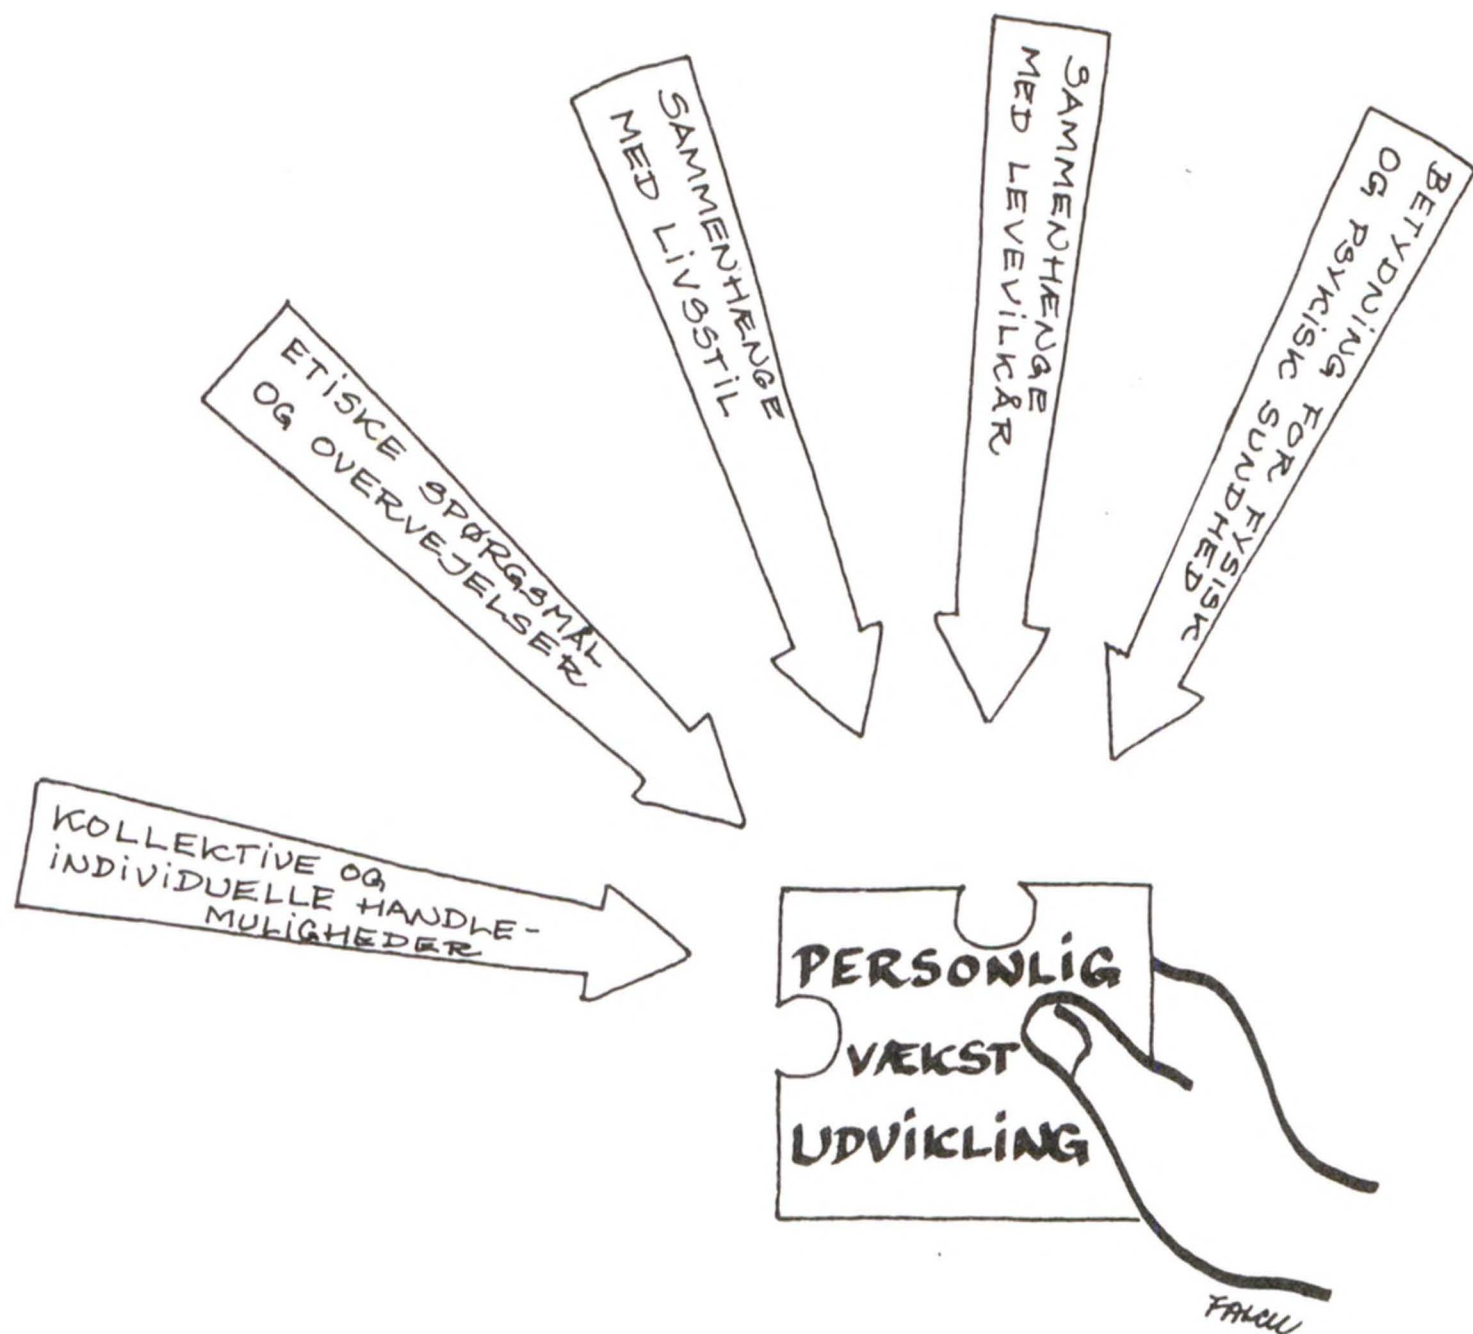 SAMMENHÆNGE
MED LIVSSTIL
SAMMENHÆNGE
MED LEVEVILKÅR
BETYDNING FOR FYSISK
OG PSYKISK SUNDHED
ETISKE SPØRGSMÅL
OG OVERVEJELSER
KOLLEKTIVE OG
INDIVIDUELLE HANDLE-
MULIGHEDER
PERSONLIG
VÆKST
UDVIKLING